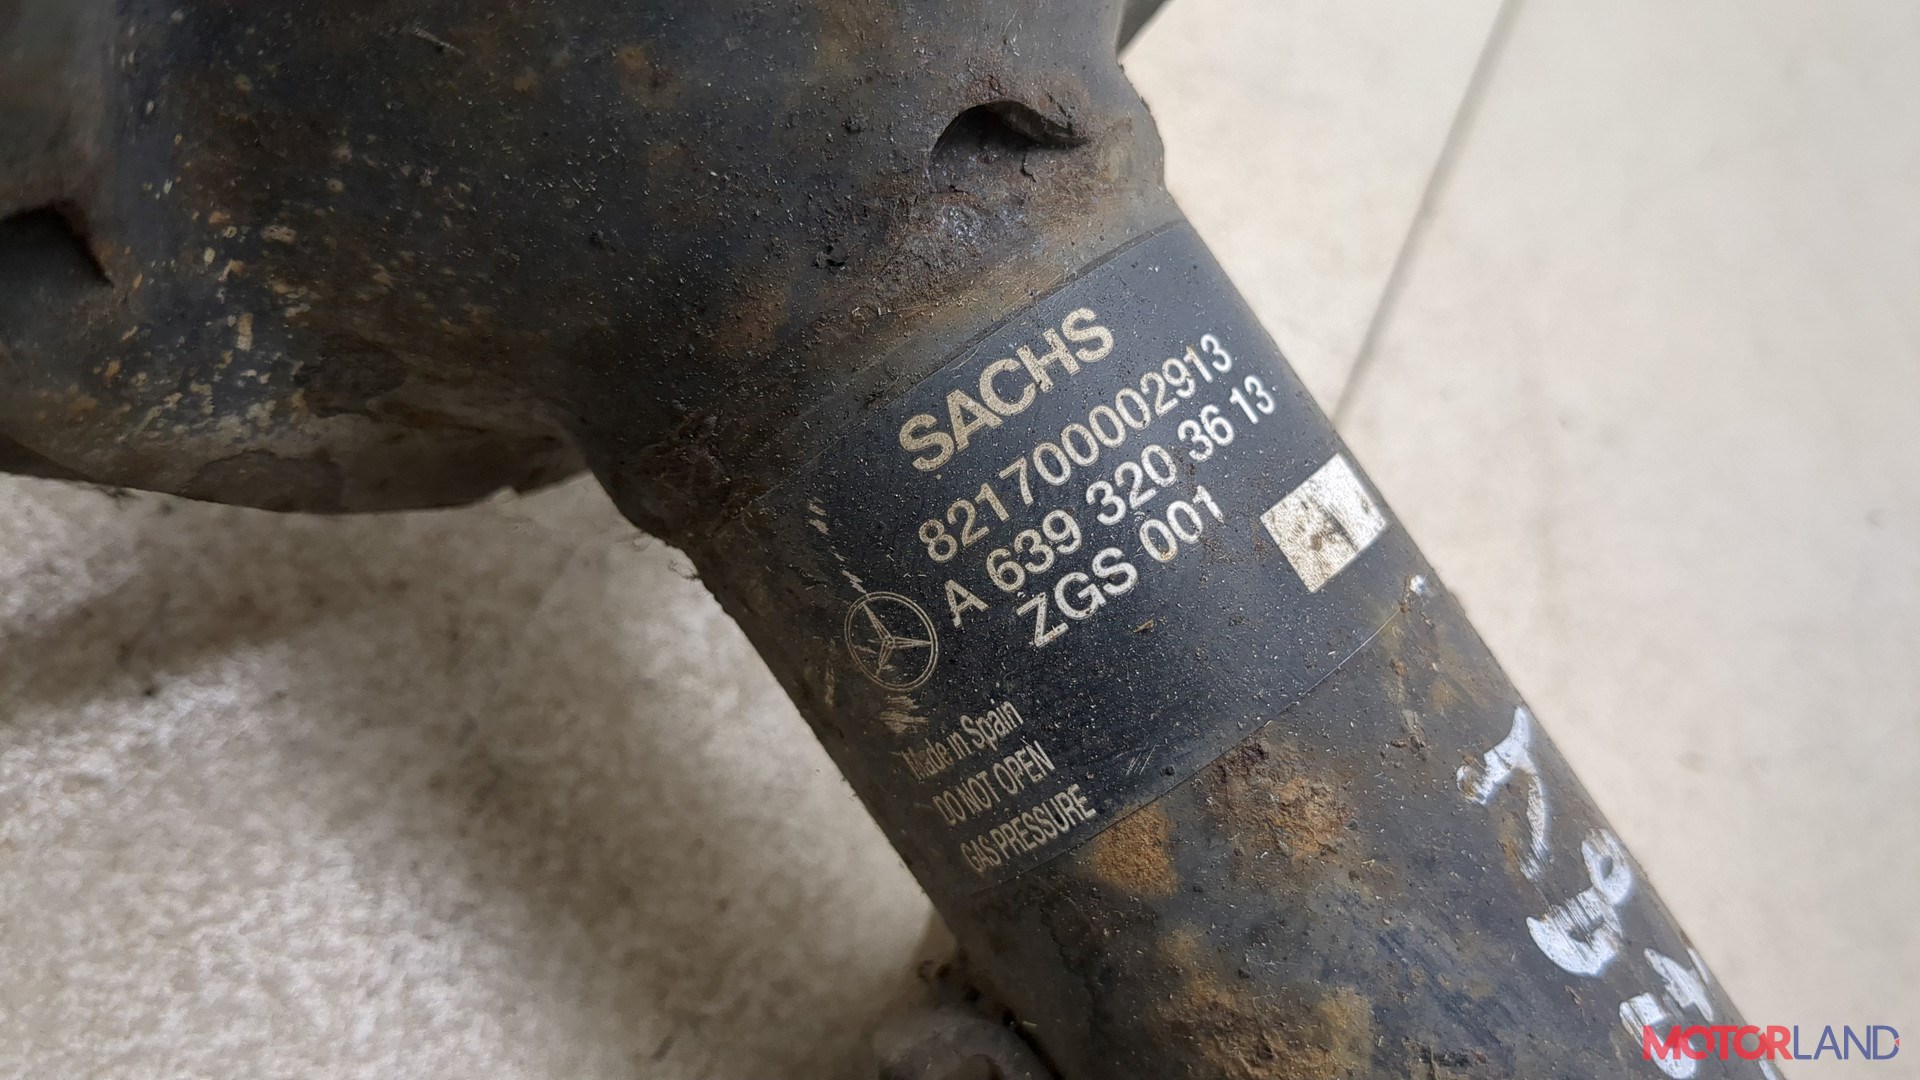 SACHS
821700002913
A 639 320 36 13
ZGS 001
A
Made in Spain
DO NOT OPEN
GAS PRESSURE
MOTORLAND